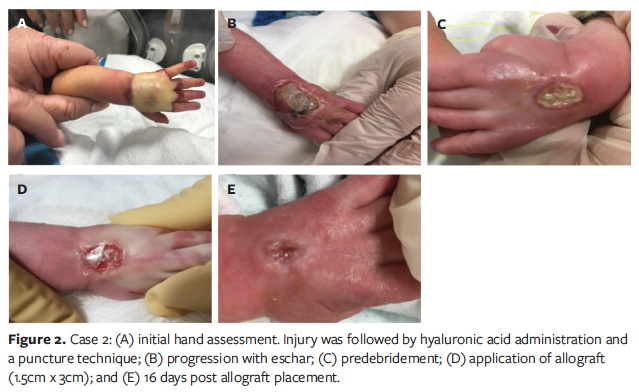 A
B
C
D
E
Figure 2. Case 2: (A) initial hand assessment. Injury was followed by hyaluronic acid administration and
a puncture technique; (B) progression with eschar; (C) predebridement; (D) application of allograft
(1.5cm x 3cm); and (E) 16 days post allograft placement.